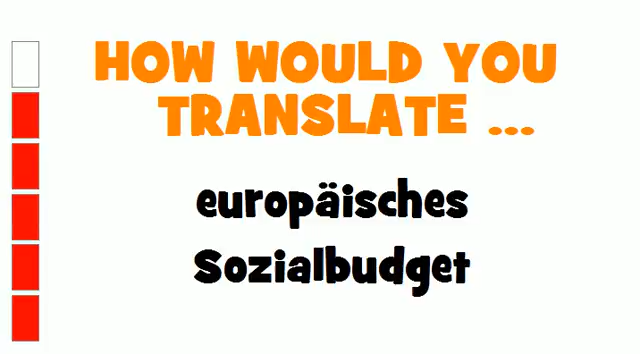 HOW WOULD YOU
TRANSLATE ...
europäisches
Sozialbudget